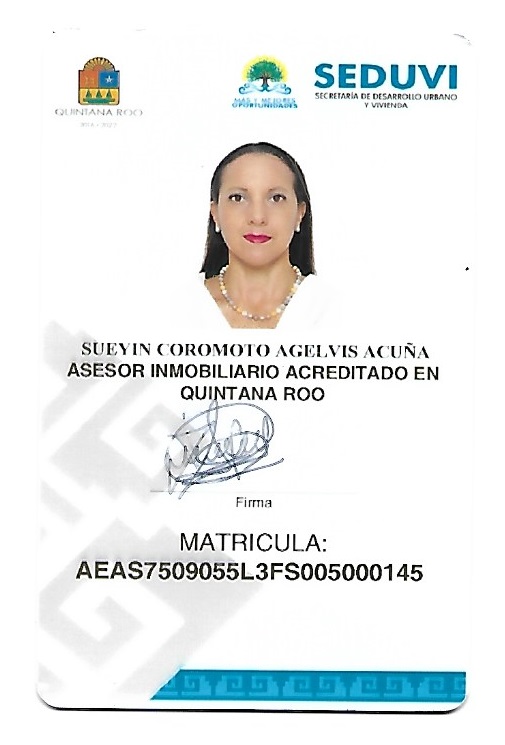 QUINTANA ROO
2016 - 2022
MÁS Y MEJORES
OPORTUNIDADES
SEDUVI
SECRETARÍA DE DESARROLLO URBANO
Y VIVIENDA
SUEYIN COROMOTO AGELVIS ACUÑA
ASESOR INMOBILIARIO ACREDITADO EN
QUINTANA ROO
Firma
MATRICULA:
AEAS7509055L3FS005000145